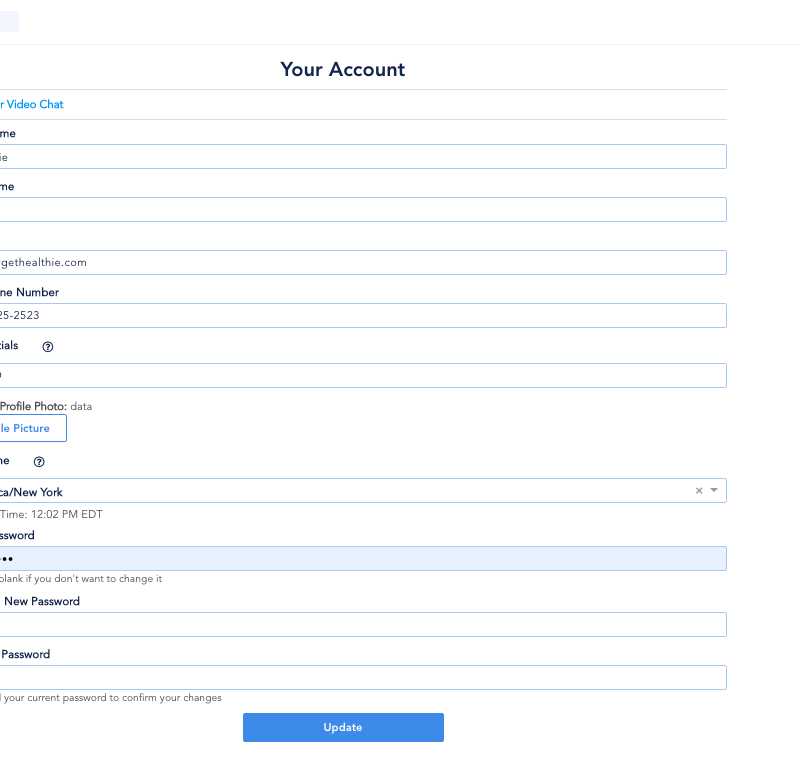 Your Account
r Video Chat
me
ie
me
gethealthie.com
ne Number
25-2523
tials
Profile Photo: data
le Picture
ne
ca/New York
Time: 12:02 PM EDT
ssword
blank if you don't want to change it
New Password
Password
your current password to confirm your changes
Update